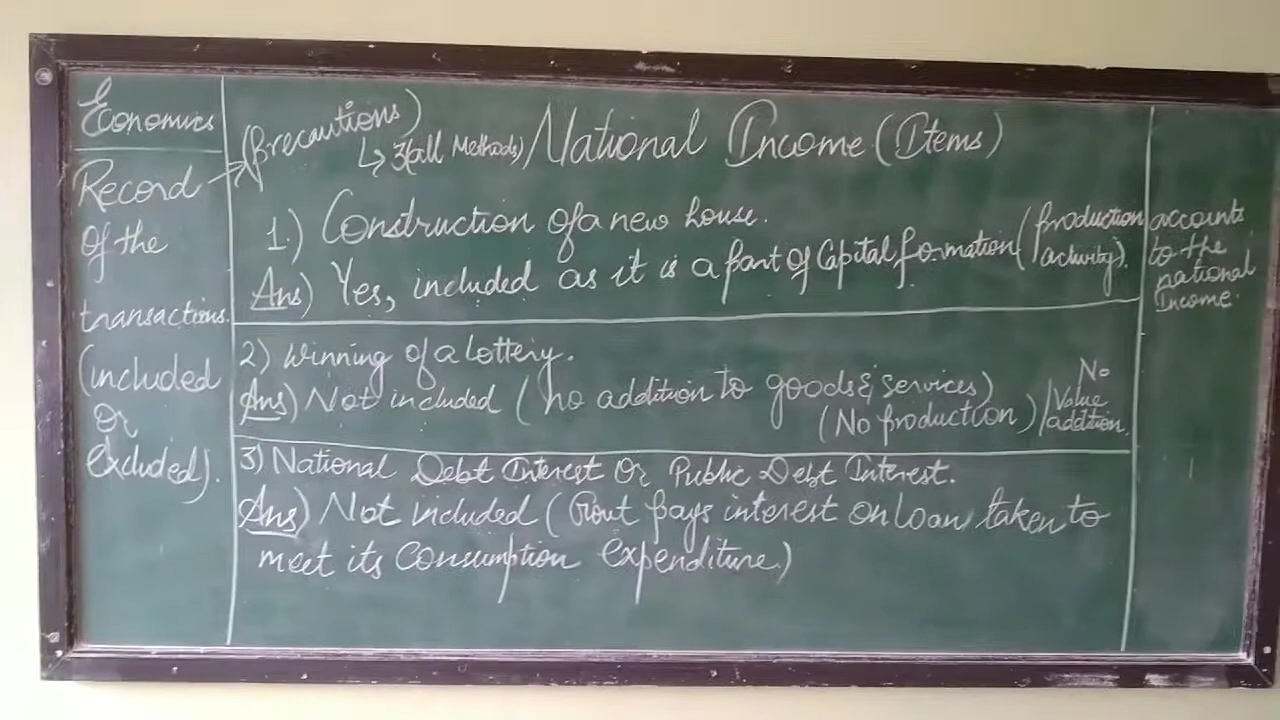 Economics
Record
Of the
transactions.
(included
Or
Excluded).
(Precautions)
↳ 3(all Methods)
National Income (Items)
1.) Construction of a new house.
Ans) Yes, included as it is a part of Capital formation (production
activity).
accounts
to the
national
Income.
2) Winning of a lottery.
Ans) Not included (no addition to goods & services)
(No production)
No
Value
addition.
3) National Debt Interest Or Public Debt Interest.
Ans) Not included (Govt pays interest on loan taken to
meet its Consumption expenditure.)